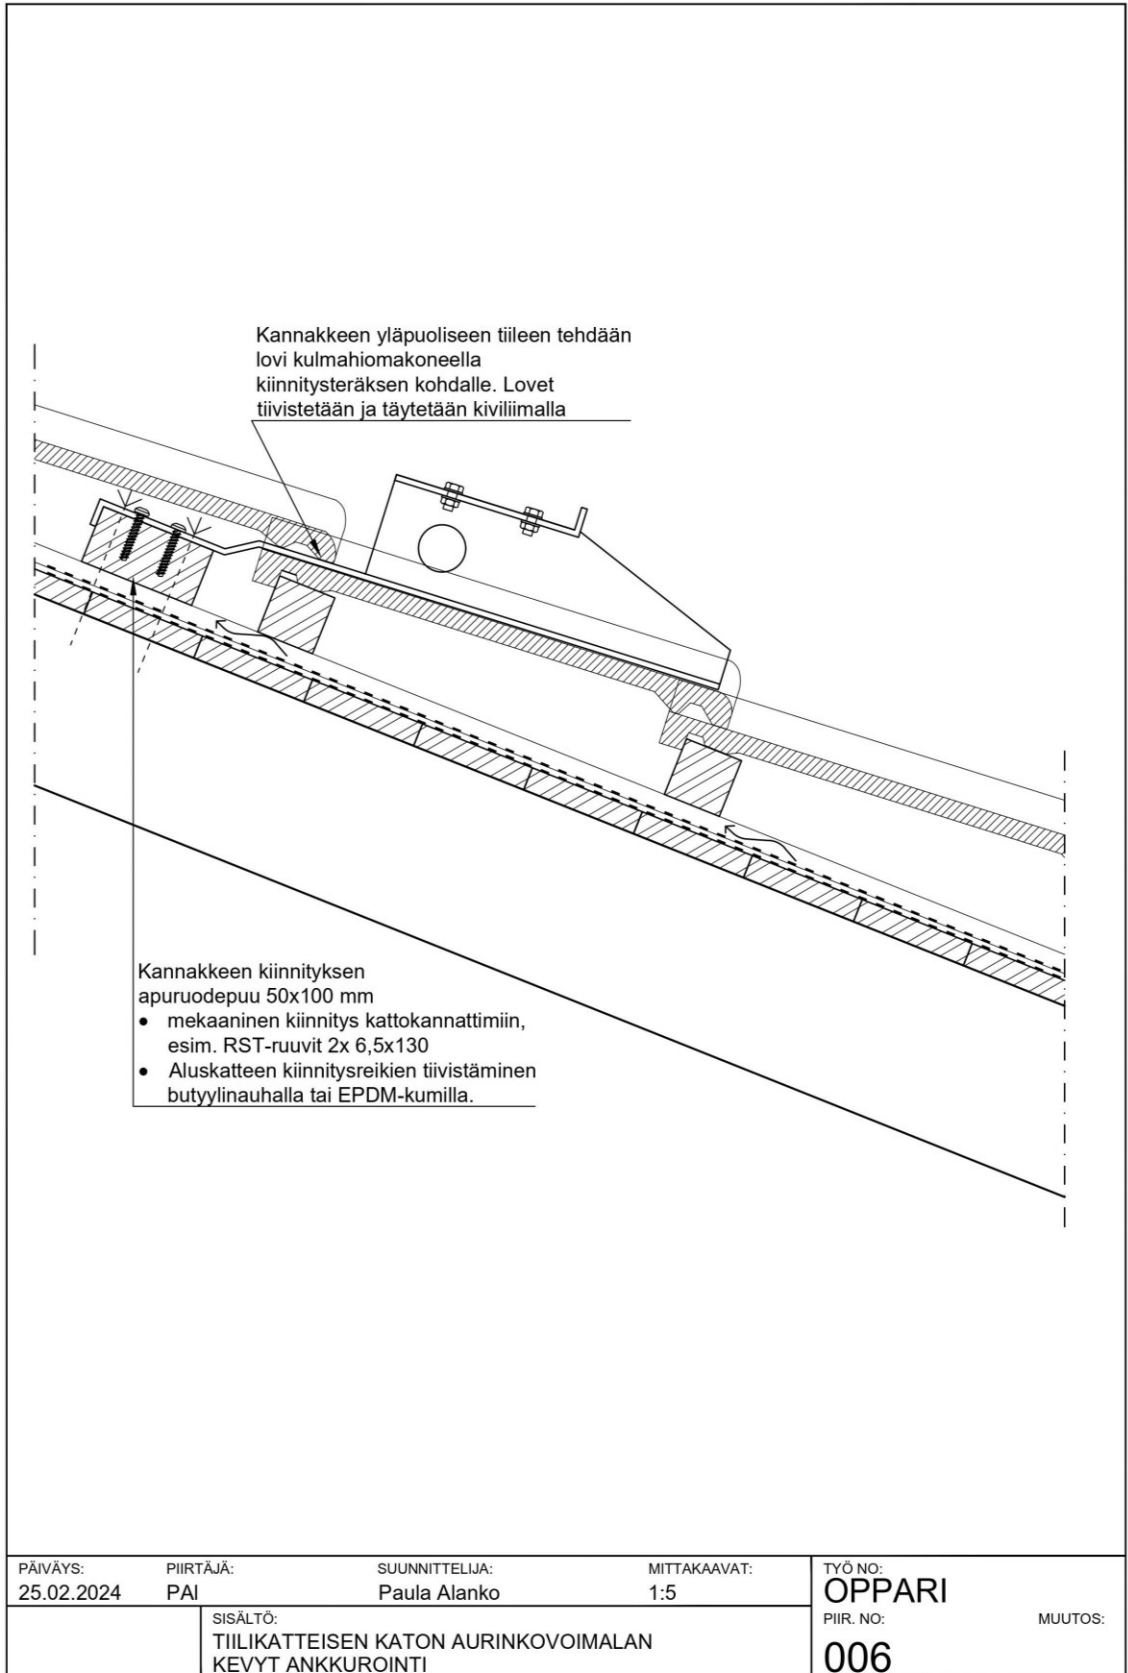 Kannakkeen yläpuoliseen tiileen tehdään
lovi kulmahiomakoneella
kiinnitysteräksen kohdalle. Lovet
tiivistetään ja täytetään kiviliimalla
Kannakkeen kiinnityksen
apuruodepuu 50x100 mm
• mekaaninen kiinnitys kattokannattimiin,
esim. RST-ruuvit 2x 6,5x130
• Aluskatteen kiinnitysreikien tiivistäminen
butyylinauhalla tai EPDM-kumilla.
PÄIVÄYS: PIIRTÄJÄ: SUUNNITTELIJA: MITTAKAAVAT: TYÖ NO:
25.02.2024 PAl Paula Alanko 1:5 OPPARI
SISÄLTÖ: PIIR. NO: MUUTOS:
TIILIKATTEISEN KATON AURINKOVOIMALAN
KEVYT ANKKUROINTI 006